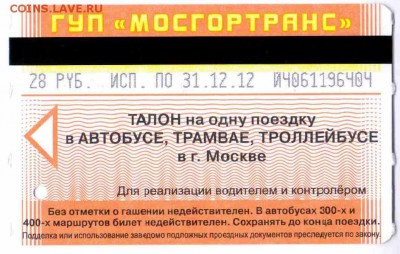 COINS.LAVE.RU
ГУП «МОСГОРТРАНС»
28 РУБ. ИСП. ПО 31.12.12 ИЧ061196404
ТАЛОН на одну поездку
в АВТОБУСЕ, ТРАМВАЕ, ТРОЛЛЕЙБУСЕ
в г. Москве
Для реализации водителем и контролёром
Без отметки о гашении недействителен. В автобусах 300-х и
400-х маршрутов билет недействителен. Сохранять до конца поездки.
Подделка или использование заведомо подложных проездных документов преследуется по закону.